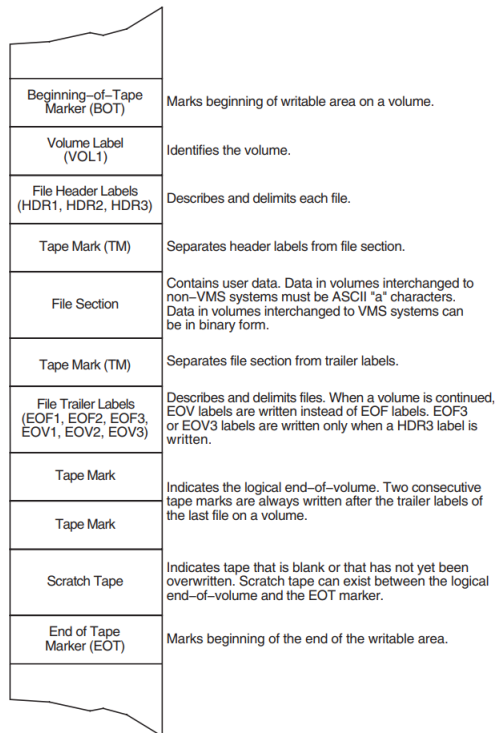 Beginning–of–Tape
Marker (BOT)
Marks beginning of writable area on a volume.
Volume Label
(VOL1)
Identifies the volume.
File Header Labels
(HDR1, HDR2, HDR3)
Describes and delimits each file.
Tape Mark (TM)
Separates header labels from file section.
File Section
Contains user data. Data in volumes interchanged to
non–VMS systems must be ASCII "a" characters.
Data in volumes interchanged to VMS systems can
be in binary form.
Tape Mark (TM)
Separates file section from trailer labels.
File Trailer Labels
(EOF1, EOF2, EOF3,
EOV1, EOV2, EOV3)
Describes and delimits files. When a volume is continued,
EOV labels are written instead of EOF labels. EOF3
or EOV3 labels are written only when a HDR3 label is
written.
Tape Mark
Tape Mark
Indicates the logical end–of–volume. Two consecutive
tape marks are always written after the trailer labels of
the last file on a volume.
Scratch Tape
Indicates tape that is blank or that has not yet been
overwritten. Scratch tape can exist between the logical
end–of–volume and the EOT marker.
End of Tape
Marker (EOT)
Marks beginning of the end of the writable area.